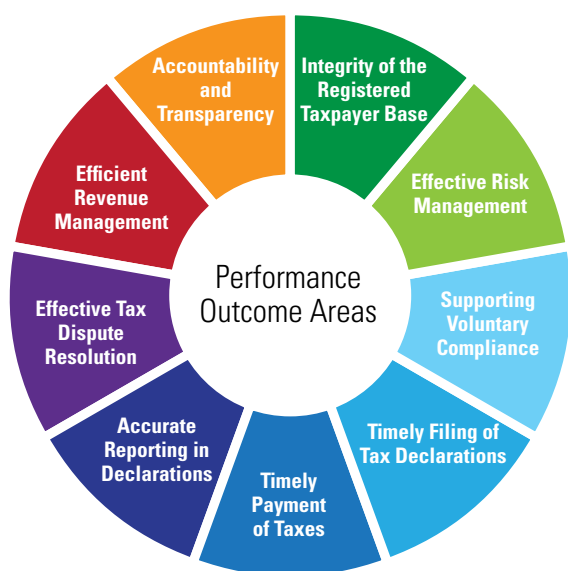 Performance
Outcome Areas
Integrity of the
Registered
Taxpayer Base
Effective Risk
Management
Supporting
Voluntary
Compliance
Timely Filing of
Tax Declarations
Timely
Payment
of Taxes
Accurate
Reporting in
Declarations
Effective Tax
Dispute
Resolution
Efficient
Revenue
Management
Accountability
and
Transparency